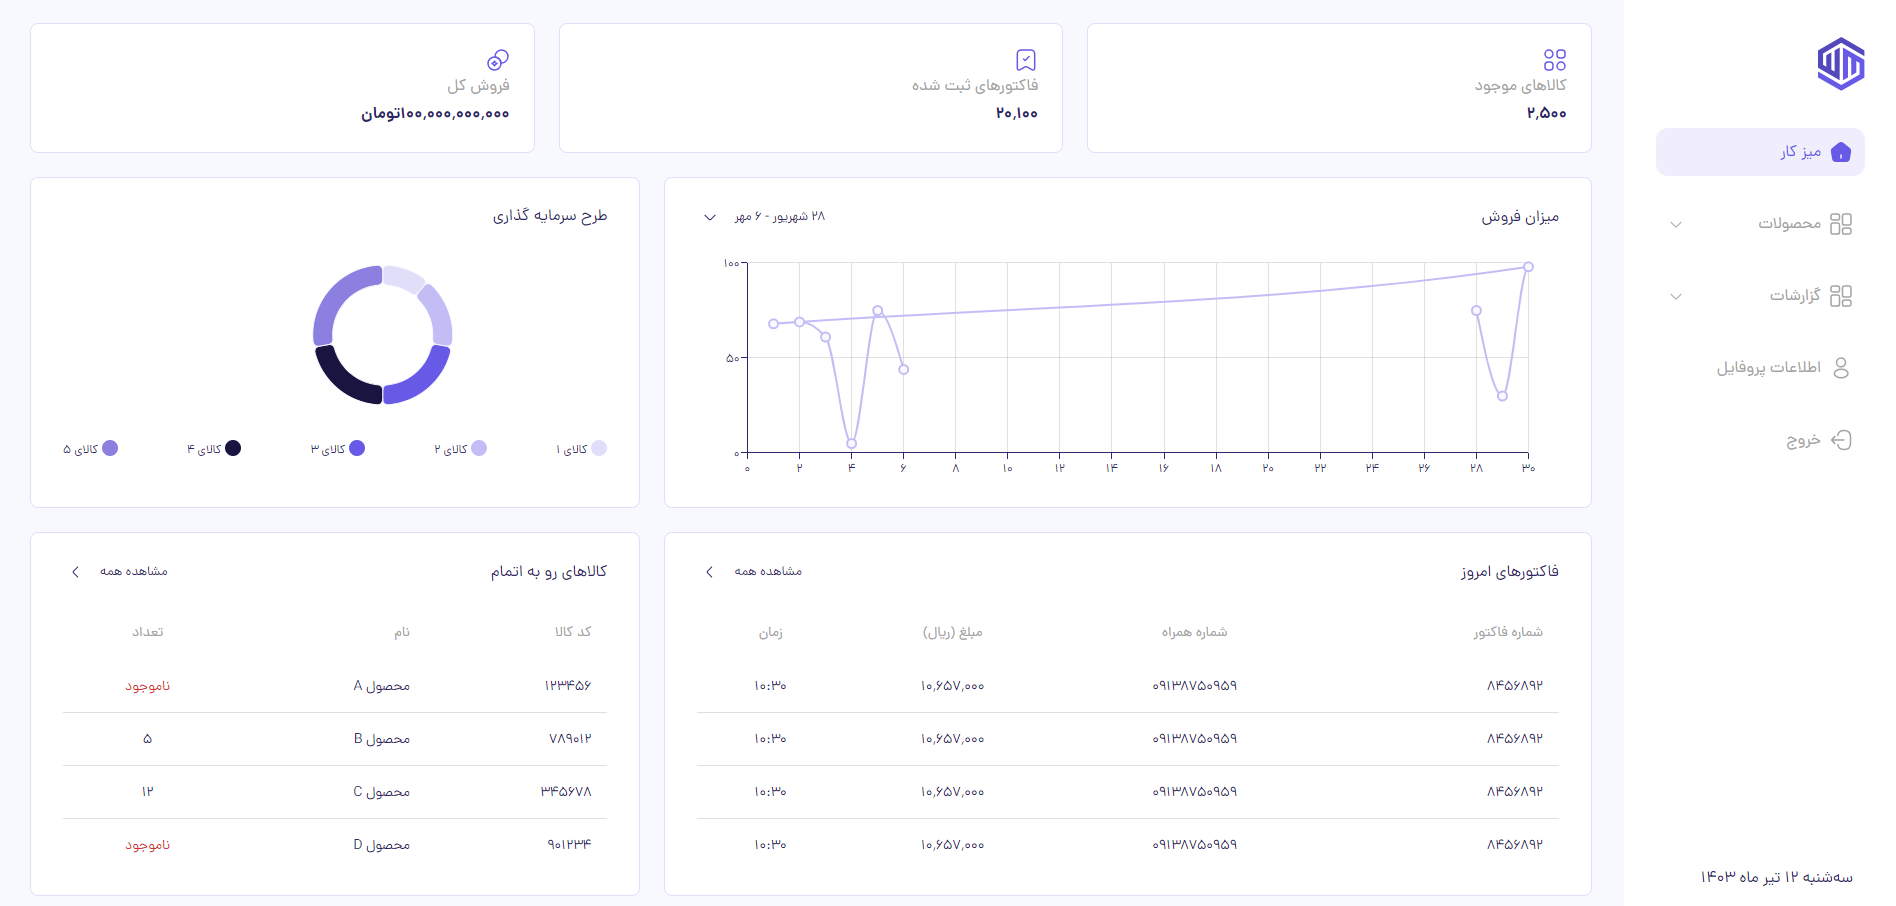 میز کار
محصولات
گزارشات
اطلاعات پروفایل
خروج
سه‌شنبه ۱۲ تیر ماه ۱۴۰۳
کالاهای موجود
۲,۵۰۰
فاکتورهای ثبت شده
۲۰,۱۰۰
فروش کل
۱۰۰,۰۰۰,۰۰۰,۰۰۰تومان
میزان فروش
۲۸ شهریور - ۶ مهر
۱۰۰
۵۰
۰
۰ ۲ ۴ ۶ ۸ ۱۰ ۱۲ ۱۴ ۱۶ ۱۸ ۲۰ ۲۲ ۲۴ ۲۶ ۲۸ ۳۰
طرح سرمایه گذاری
کالای ۱ کالای ۲ کالای ۳ کالای ۴ کالای ۵
فاکتورهای امروز
مشاهده همه
شماره فاکتور شماره همراه مبلغ (ریال) زمان
۸۴۵۶۸۹۲ ۰۹۱۳۸۷۵۰۹۵۹ ۱۰,۶۵۷,۰۰۰ ۱۰:۳۰
۸۴۵۶۸۹۲ ۰۹۱۳۸۷۵۰۹۵۹ ۱۰,۶۵۷,۰۰۰ ۱۰:۳۰
۸۴۵۶۸۹۲ ۰۹۱۳۸۷۵۰۹۵۹ ۱۰,۶۵۷,۰۰۰ ۱۰:۳۰
۸۴۵۶۸۹۲ ۰۹۱۳۸۷۵۰۹۵۹ ۱۰,۶۵۷,۰۰۰ ۱۰:۳۰
کالاهای رو به اتمام
مشاهده همه
کد کالا نام تعداد
۱۲۳۴۵۶ محصول A ناموجود
۷۸۹۰۱۲ محصول B ۵
۳۴۵۶۷۸ محصول C ۱۲
۹۰۱۲۳۴ محصول D ناموجود